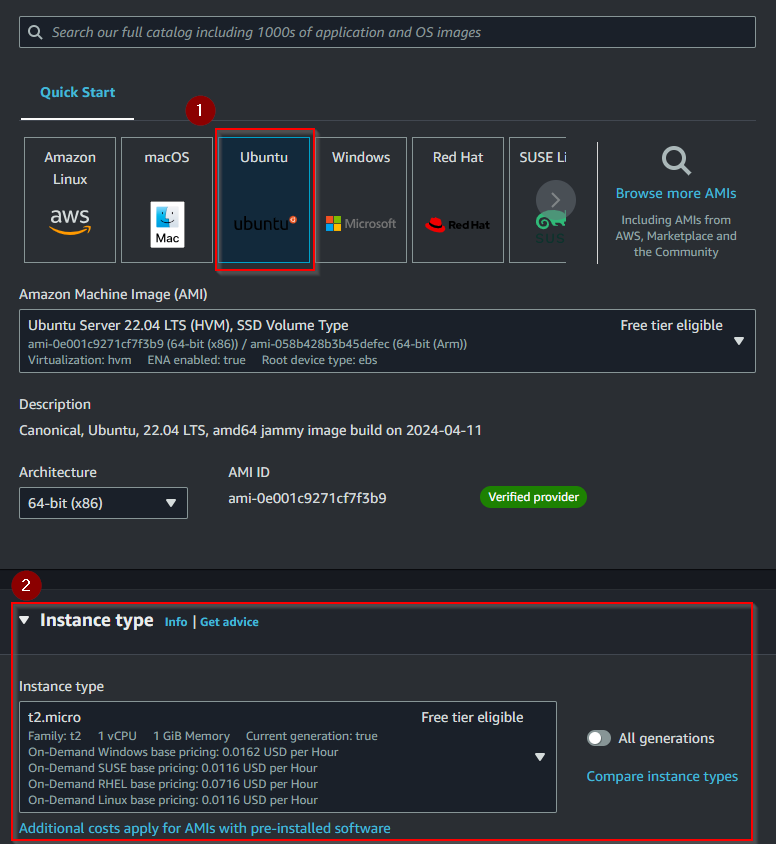 Search our full catalog including 1000s of application and OS images
Quick Start
1
Amazon
Linux
aws
macOS
Mac
Ubuntu
ubuntu
Windows
Microsoft
Red Hat
Red Hat
SUSE Li
SUS
Browse more AMIs
Including AMIs from
AWS, Marketplace and
the Community
Amazon Machine Image (AMI)
Ubuntu Server 22.04 LTS (HVM), SSD Volume Type
Free tier eligible
ami-0e001c9271cf7f3b9 (64-bit (x86)) / ami-058b428b3b45defec (64-bit (Arm))
Virtualization: hvm ENA enabled: true Root device type: ebs
Description
Canonical, Ubuntu, 22.04 LTS, amd64 jammy image build on 2024-04-11
Architecture
64-bit (x86)
AMI ID
ami-0e001c9271cf7f3b9
Verified provider
2
Instance type Info | Get advice
Instance type
t2.micro
Free tier eligible
Family: t2 1 vCPU 1 GiB Memory Current generation: true
On-Demand Windows base pricing: 0.0162 USD per Hour
On-Demand SUSE base pricing: 0.0116 USD per Hour
On-Demand RHEL base pricing: 0.0716 USD per Hour
On-Demand Linux base pricing: 0.0116 USD per Hour
All generations
Compare instance types
Additional costs apply for AMIs with pre-installed software